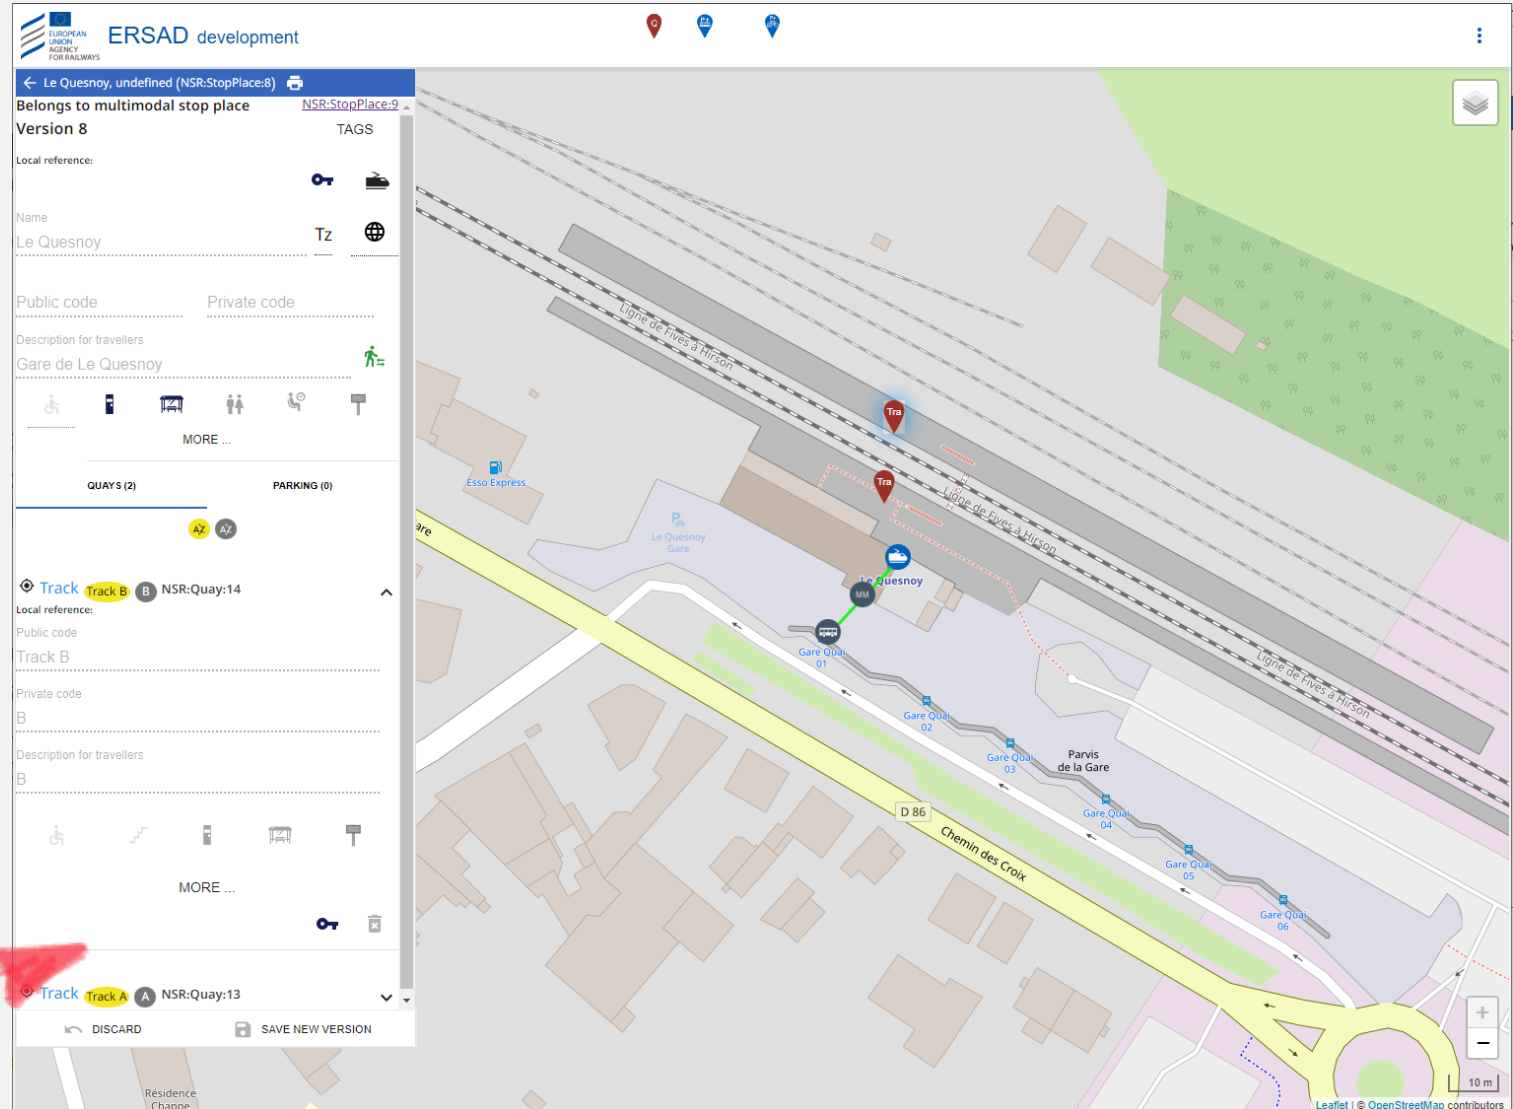 EUROPEAN
UNION
AGENCY
FOR RAILWAYS
ERSAD development
Q
Le Quesnoy, undefined (NSR:StopPlace:8)
Belongs to multimodal stop place
NSR:StopPlace:9
Version 8
TAGS
Local reference:
Name
Le Quesnoy
Tz
Public code
Private code
Description for travellers
Gare de Le Quesnoy
MORE ...
QUAYS (2)
PARKING (0)
AZ
AZ
Track Track B B NSR:Quay:14
Local reference:
Public code
Track B
Private code
B
Description for travellers
B
MORE ...
Track Track A A NSR:Quay:13
DISCARD
SAVE NEW VERSION
Ligne de Fives à Hirson
Tra
Tra
Ligne de Fives à Hirson
Ligne de Fives à Hirson
Esso Express
P
Le Quesnoy
Gare
are
Le Quesnoy
MM
Gare Quai
01
Gare Quai
02
Gare Quai
03
Gare Quai
04
Gare Quai
05
Gare Quai
06
Parvis
de la Gare
D 86
Chemin des Croix
Résidence
Chappe
+
−
10 m
Leaflet | © OpenStreetMap contributors